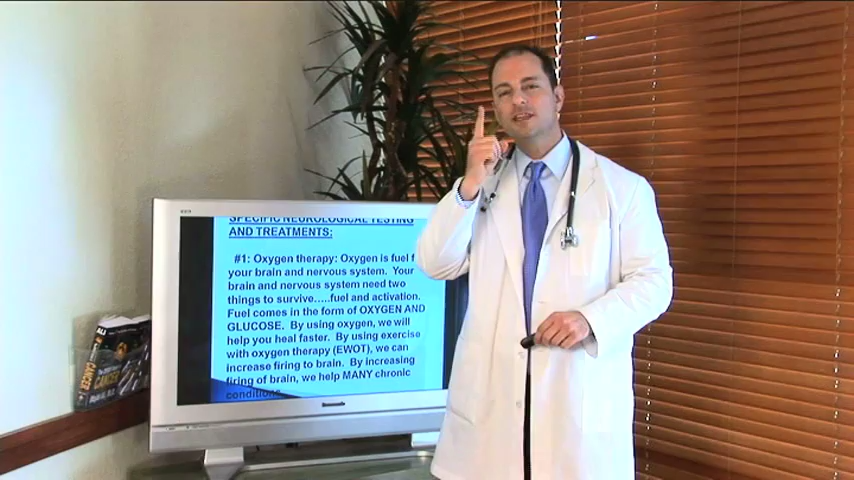 SPECIFIC NEUROLOGICAL TESTING
AND TREATMENTS:
#1: Oxygen therapy: Oxygen is fuel f
your brain and nervous system. Your
brain and nervous system need two
things to survive.....fuel and activation.
Fuel comes in the form of OXYGEN AND
GLUCOSE. By using oxygen, we will
help you heal faster. By using exercise
with oxygen therapy (EWOT), we can
increase firing to brain. By increasing
firing of brain, we help MANY chronic
conditions
CANCER
CANCER